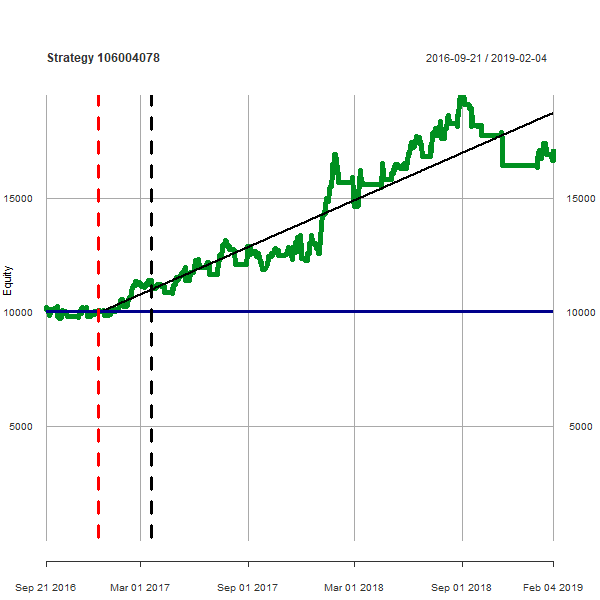 Strategy 106004078
2016-09-21 / 2019-02-04
15000
15000
Equity
10000
10000
5000
5000
Sep 21 2016
Mar 01 2017
Sep 01 2017
Mar 01 2018
Sep 01 2018
Feb 04 2019